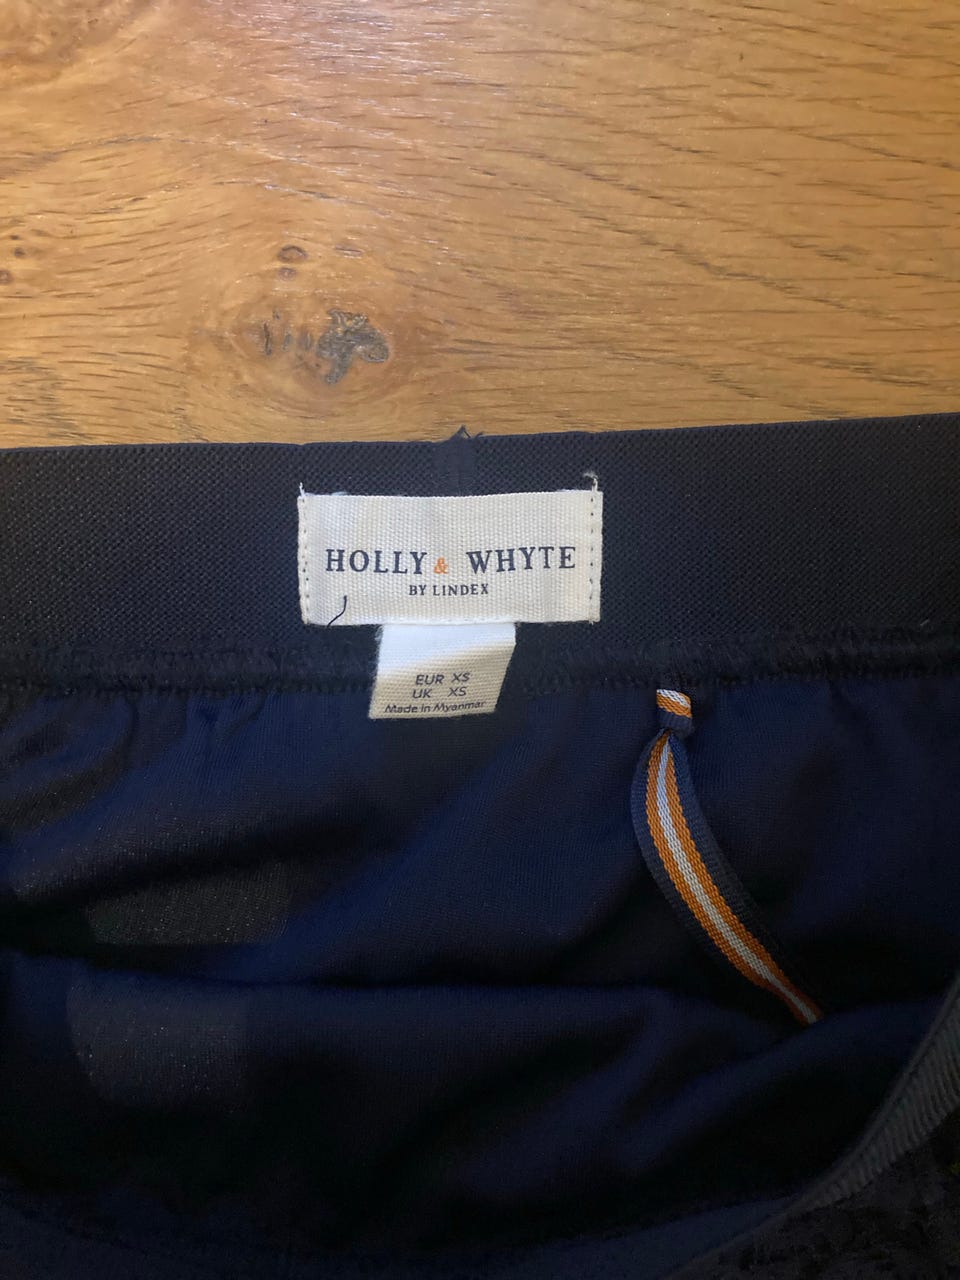 HOLLY & WHYTE
BY LINDEX
EUR XS
UK XS
Made in Myanmar